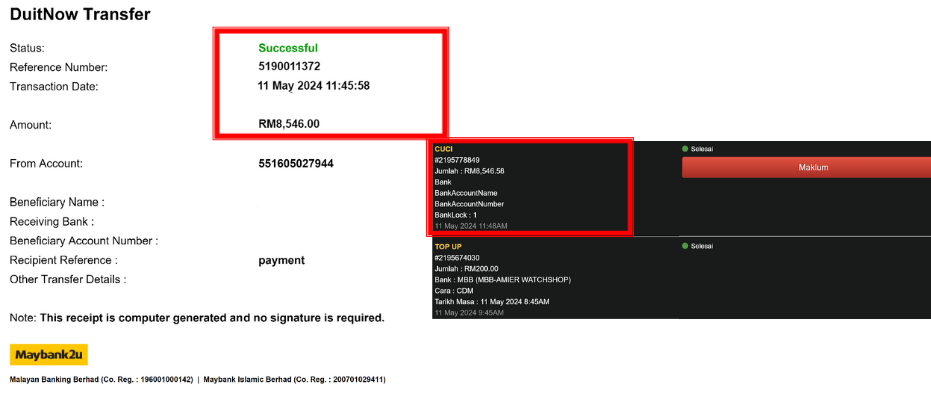 DuitNow Transfer
Status: Successful
Reference Number: 5190011372
Transaction Date: 11 May 2024 11:45:58
Amount: RM8,546.00
From Account: 551605027944
Beneficiary Name :
Receiving Bank :
Beneficiary Account Number :
Recipient Reference : payment
Other Transfer Details :
Note: This receipt is computer generated and no signature is required.
Maybank2u
Malayan Banking Berhad (Co. Reg. : 196001000142) | Maybank Islamic Berhad (Co. Reg. : 200701029411)
CUCI
#2195778849
Jumlah : RM8,546.58
Bank
BankAccountName
BankAccountNumber
BankLock : 1
11 May 2024 11:48AM
Selesai
Maklum
TOP UP
#2195674030
Jumlah : RM200.00
Bank : MBB (MBB-AMIER WATCHSHOP)
Cara : CDM
Tarikh Masa : 11 May 2024 8:45AM
11 May 2024 9:45AM
Selesai